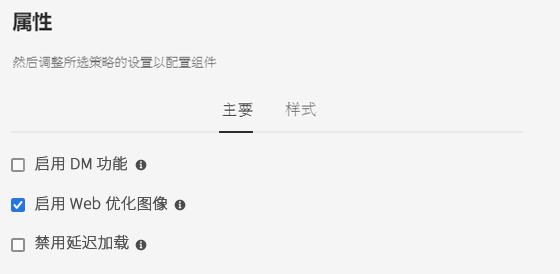 属性
然后调整所选策略的设置以配置组件
主要
样式
启用 DM 功能
启用 Web 优化图像
禁用延迟加载